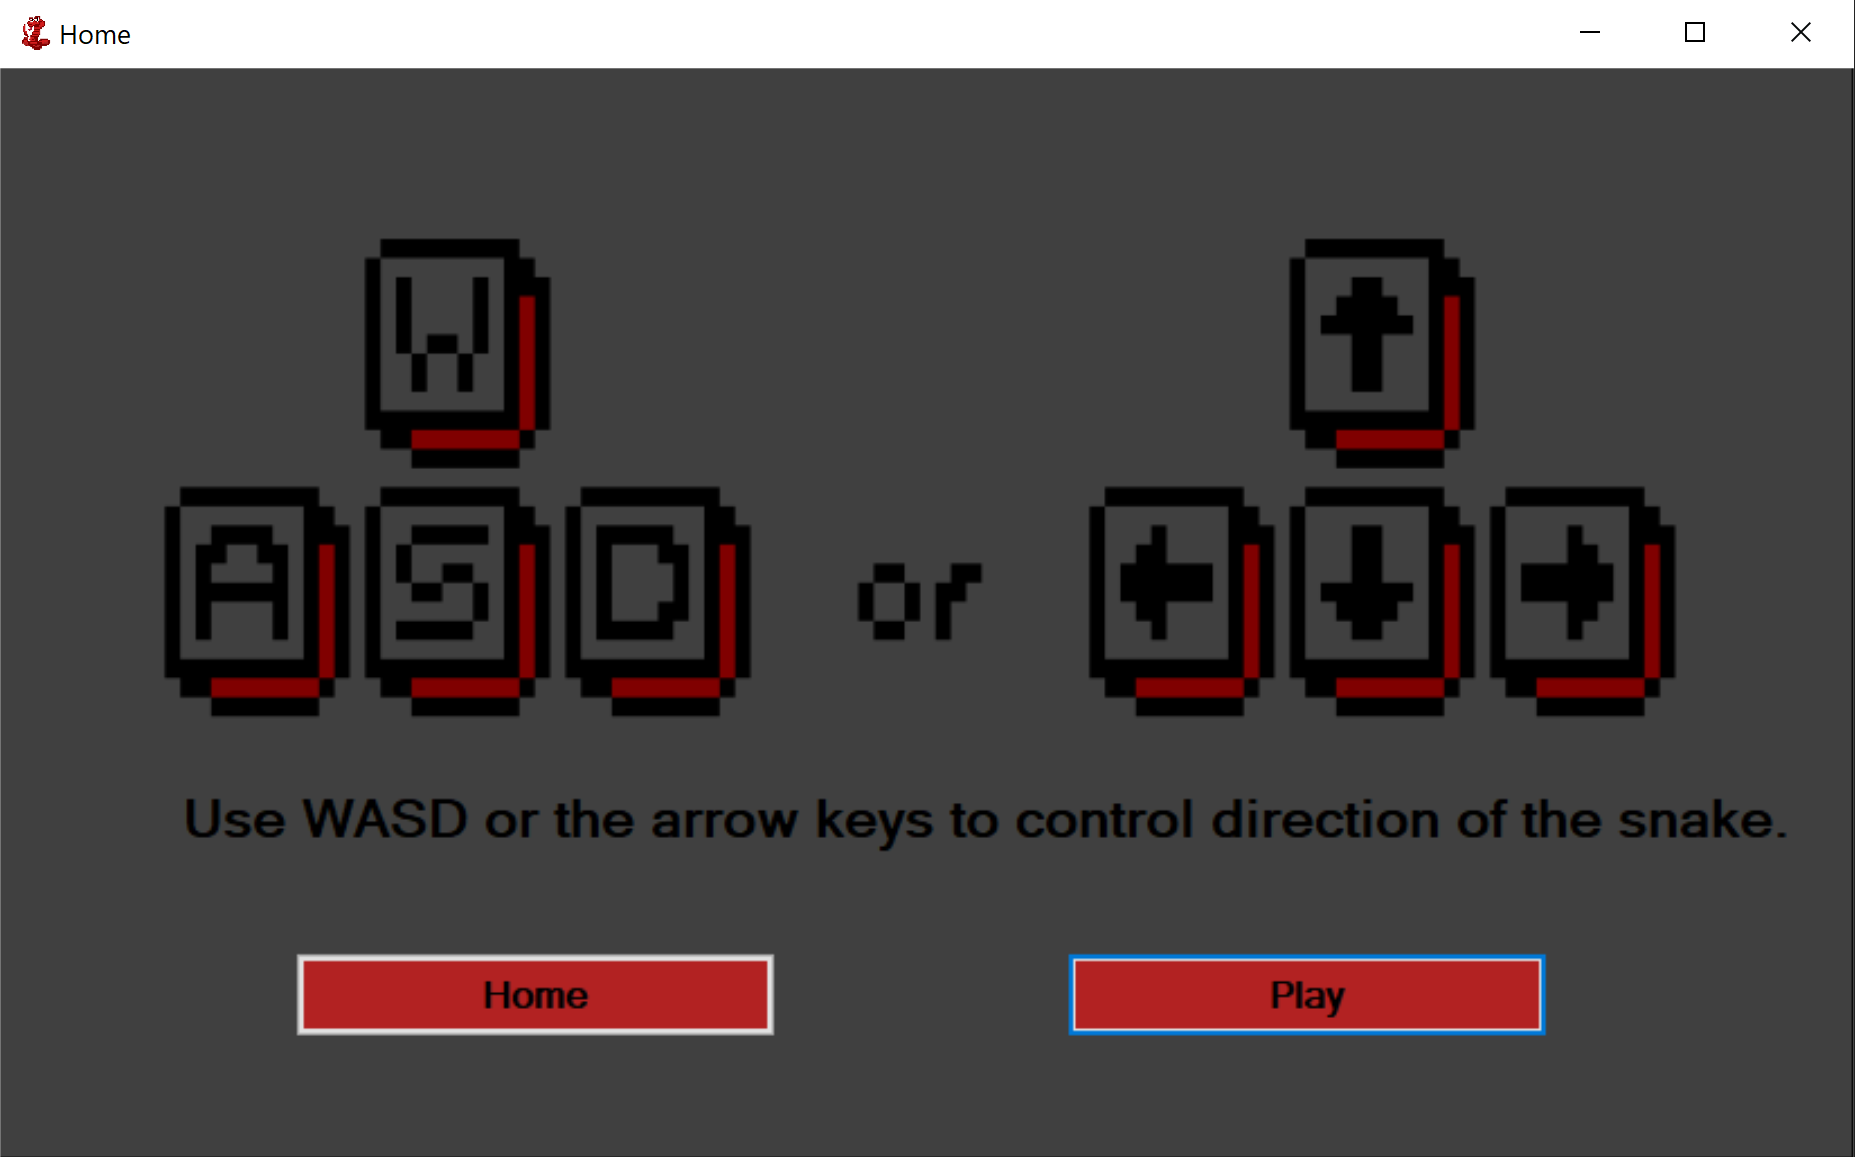 Home
W
A S D or
Use WASD or the arrow keys to control direction of the snake.
Home Play